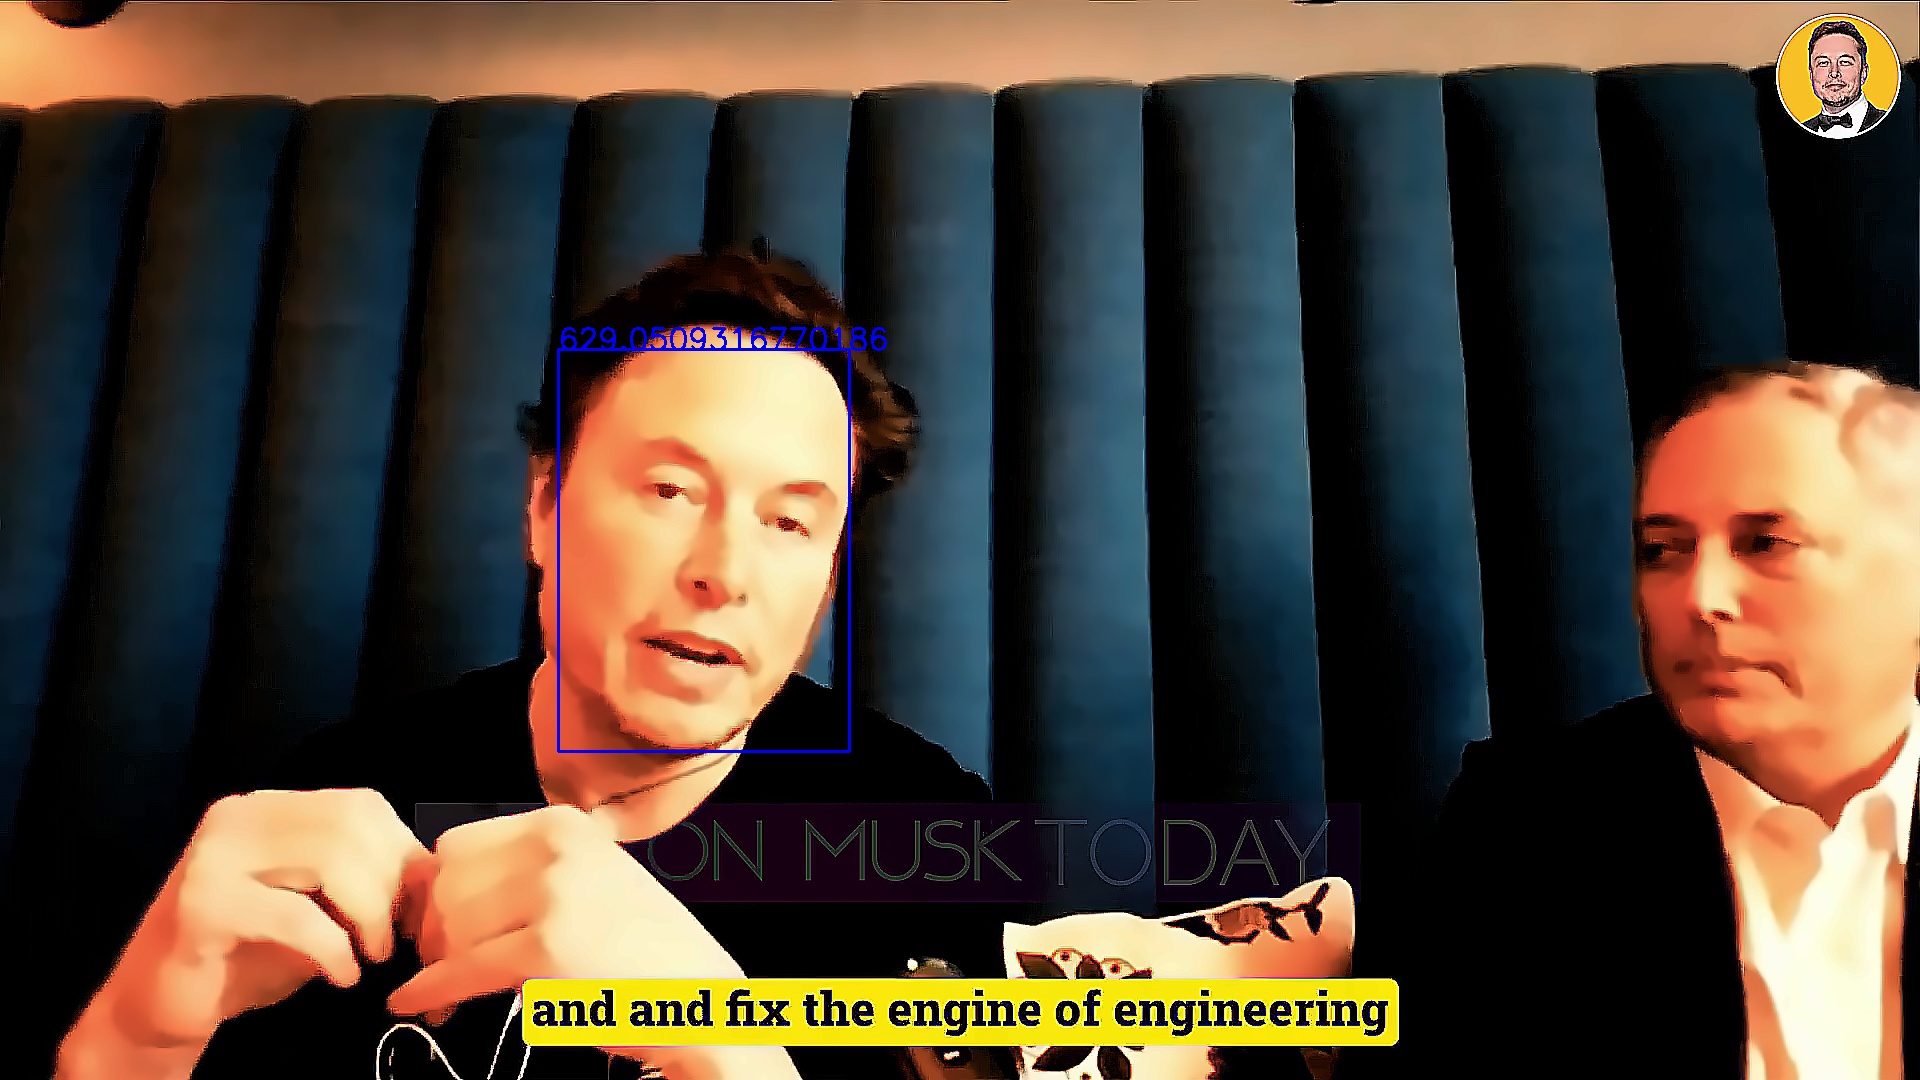 629.0509316770186
ON MUSK TODAY
and and fix the engine of engineering